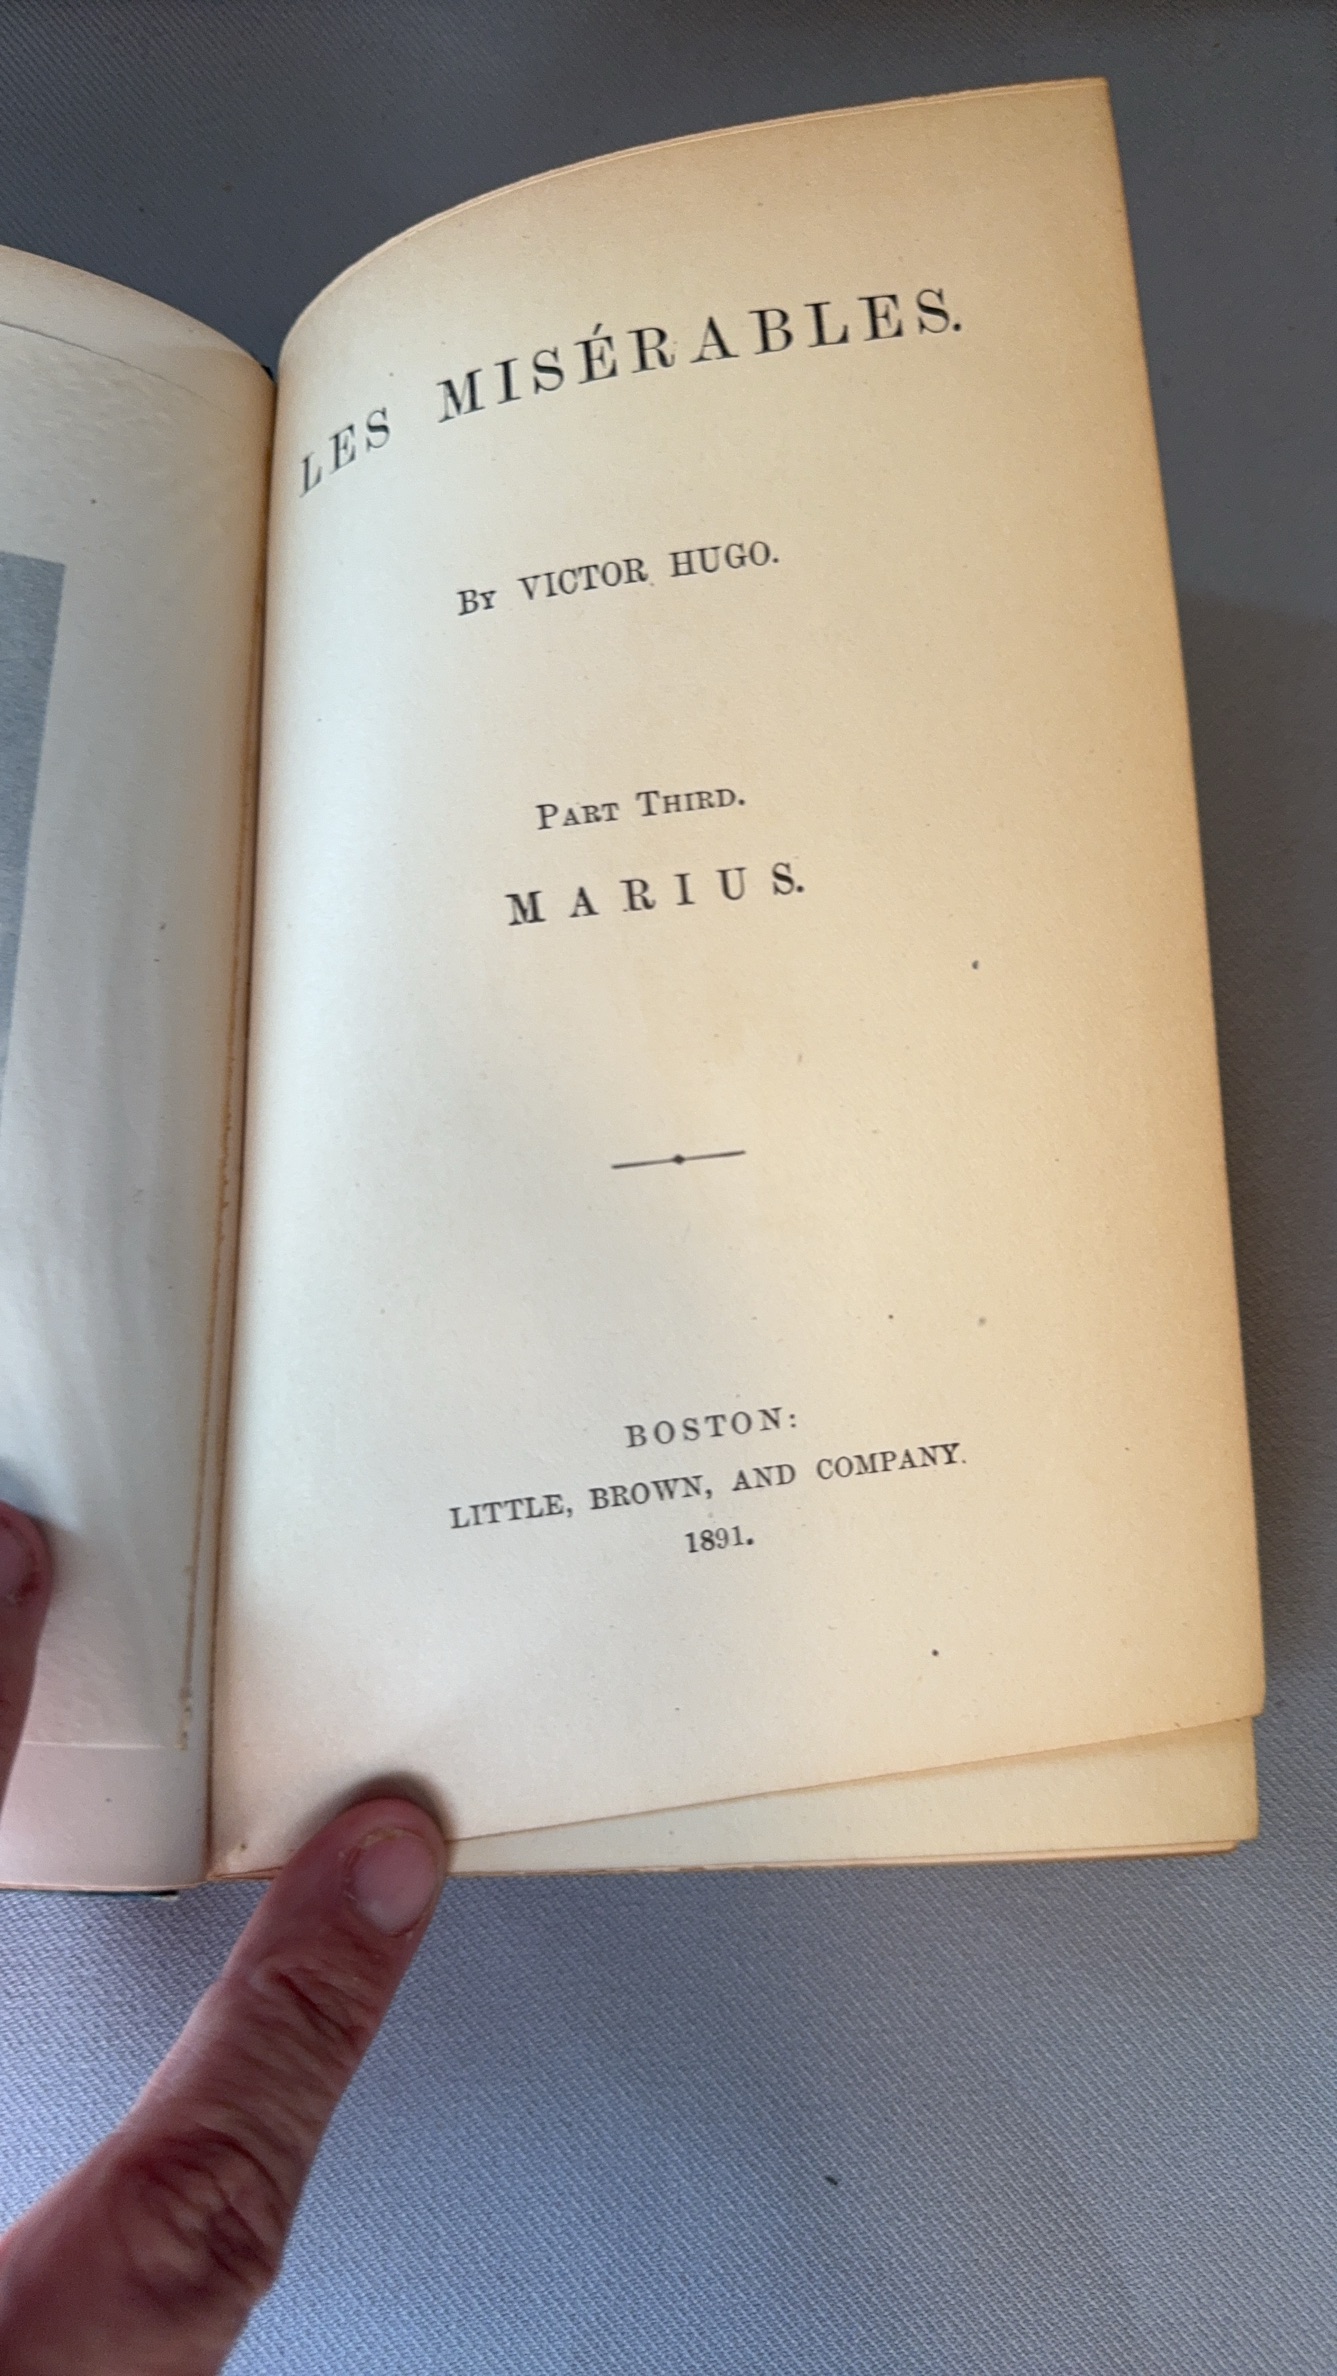 LES MISÉRABLES.
By VICTOR HUGO.
Part Third.
MARIUS.
BOSTON:
LITTLE, BROWN, AND COMPANY.
1891.